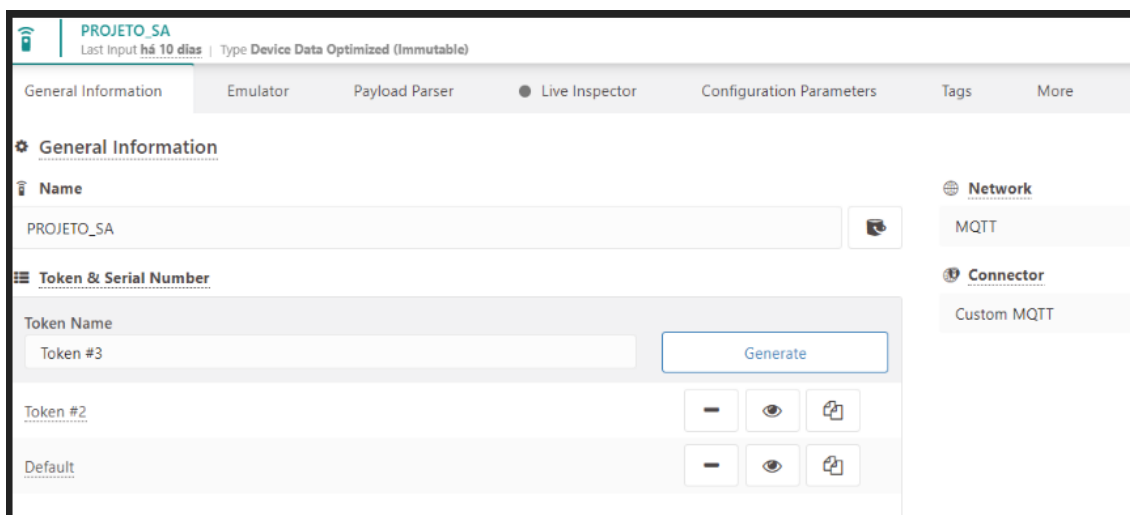 PROJETO_SA
Last Input há 10 dias | Type Device Data Optimized (Immutable)
General Information Emulator Payload Parser Live Inspector Configuration Parameters Tags More
General Information
Name
PROJETO_SA
Network
MQTT
Token & Serial Number
Connector
Custom MQTT
Token Name
Token #3
Generate
Token #2
Default